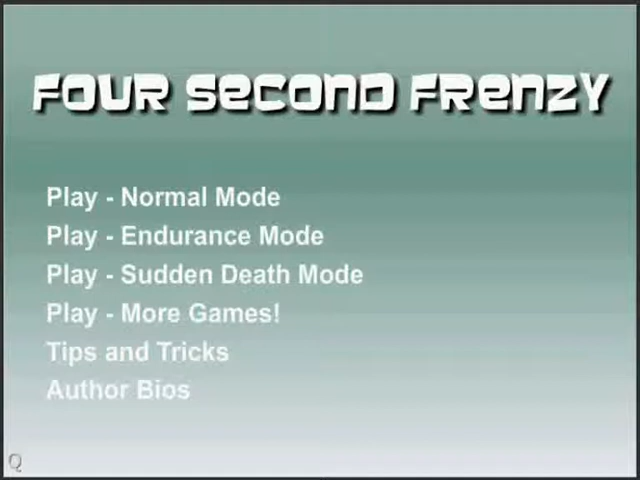 FOUR SECOND FRENZY
Play - Normal Mode
Play - Endurance Mode
Play - Sudden Death Mode
Play - More Games!
Tips and Tricks
Author Bios
Q